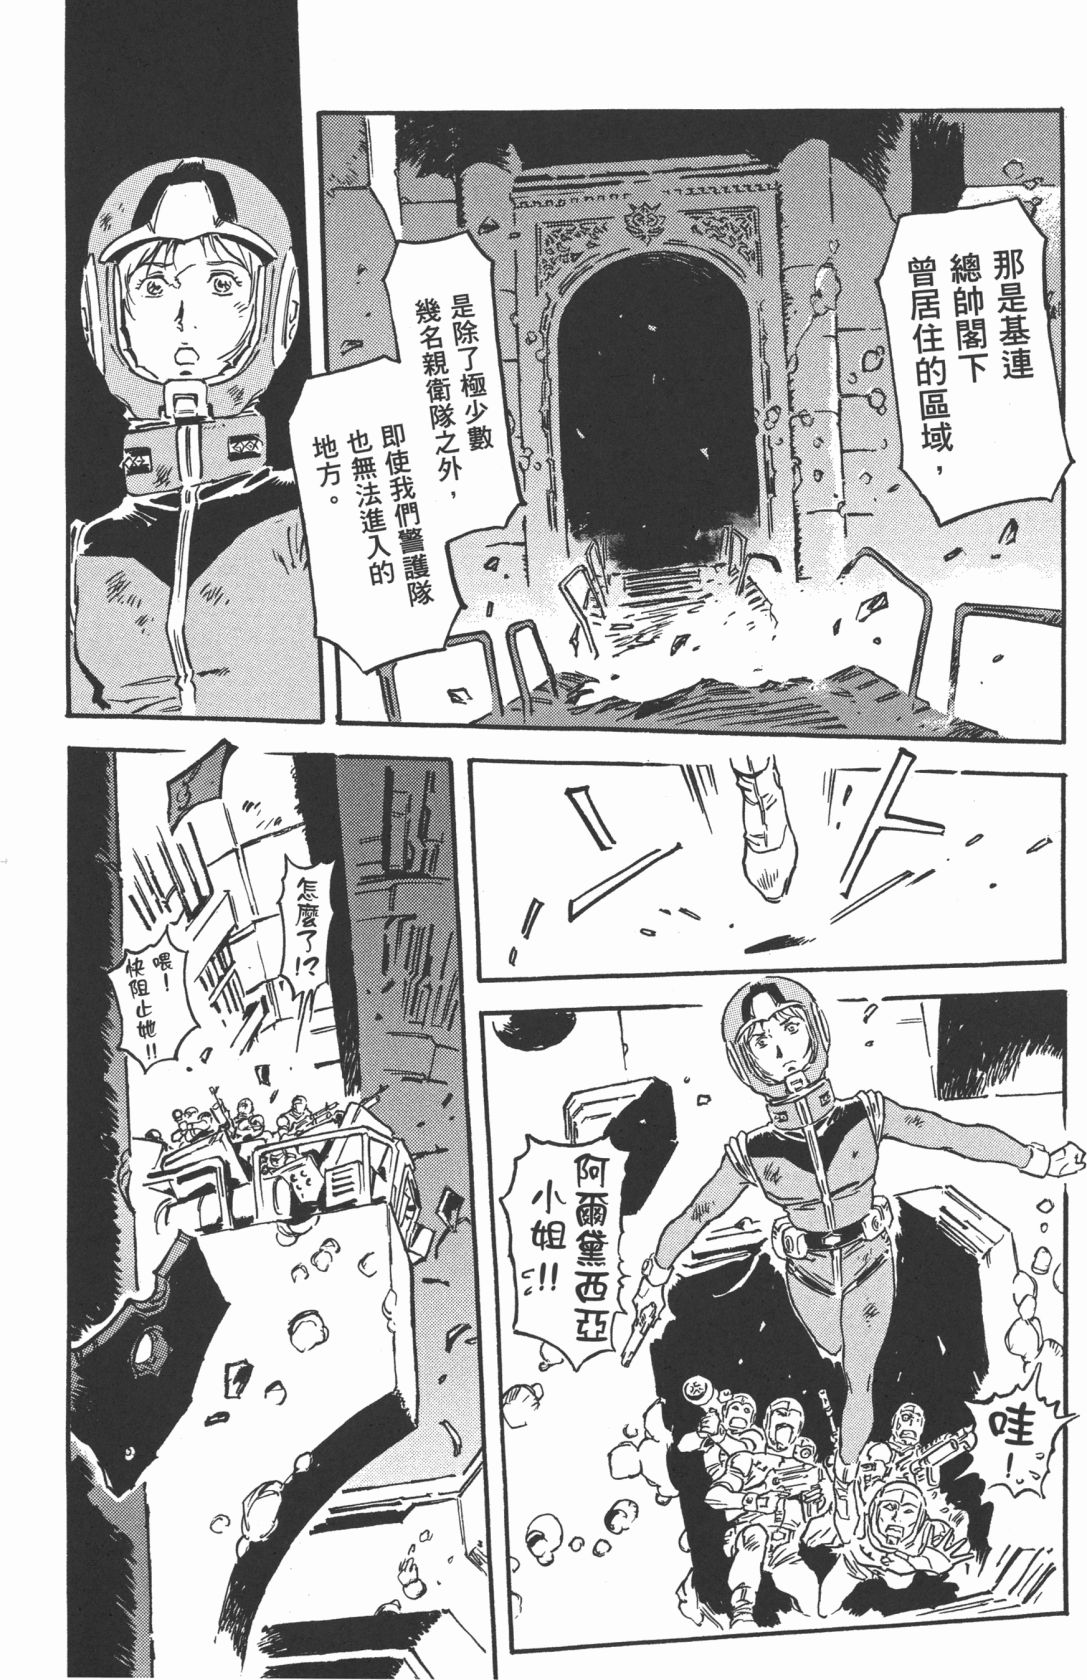 那是基連
總帥閣下
曾居住的區域，
是除了極少數
幾名親衛隊之外，
即使我們警護隊
也無法進入的
地方。
阿爾黛西亞
小姐!!
哇！
怎麼了!?
喂！
快阻止她!!